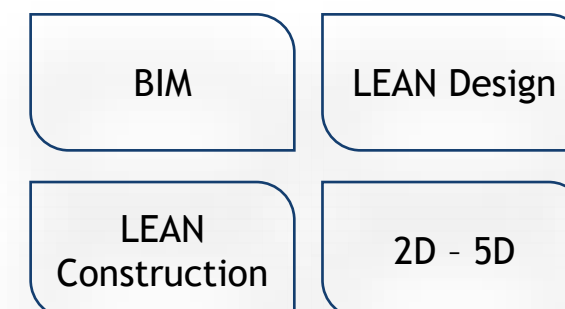 BIM
LEAN Design
LEAN
Construction
2D – 5D